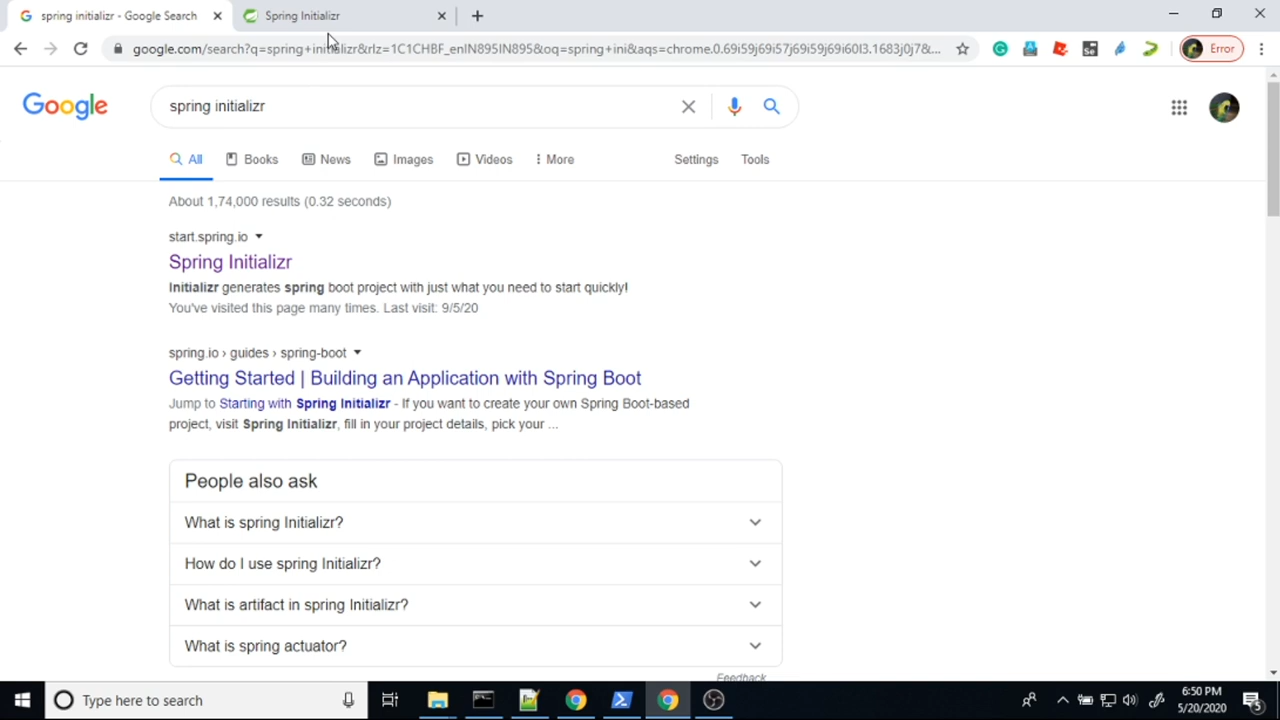 spring initializr - Google Search
Spring Initializr
google.com/search?q=spring+initializr&rlz=1C1CHBF_enIN895IN895&oq=spring+ini&aqs=chrome.0.69i59j69i57j69i59j69i60l3.1683j0j7&...
Error
Google
spring initializr
All
Books
News
Images
Videos
More
Settings
Tools
About 1,74,000 results (0.32 seconds)
start.spring.io
Spring Initializr
Initializr generates spring boot project with just what you need to start quickly!
You've visited this page many times. Last visit: 9/5/20
spring.io › guides › spring-boot
Getting Started | Building an Application with Spring Boot
Jump to Starting with Spring Initializr - If you want to create your own Spring Boot-based
project, visit Spring Initializr, fill in your project details, pick your ...
People also ask
What is spring Initializr?
How do I use spring Initializr?
What is artifact in spring Initializr?
What is spring actuator?
Feedback
Type here to search
6:50 PM
5/20/2020
5